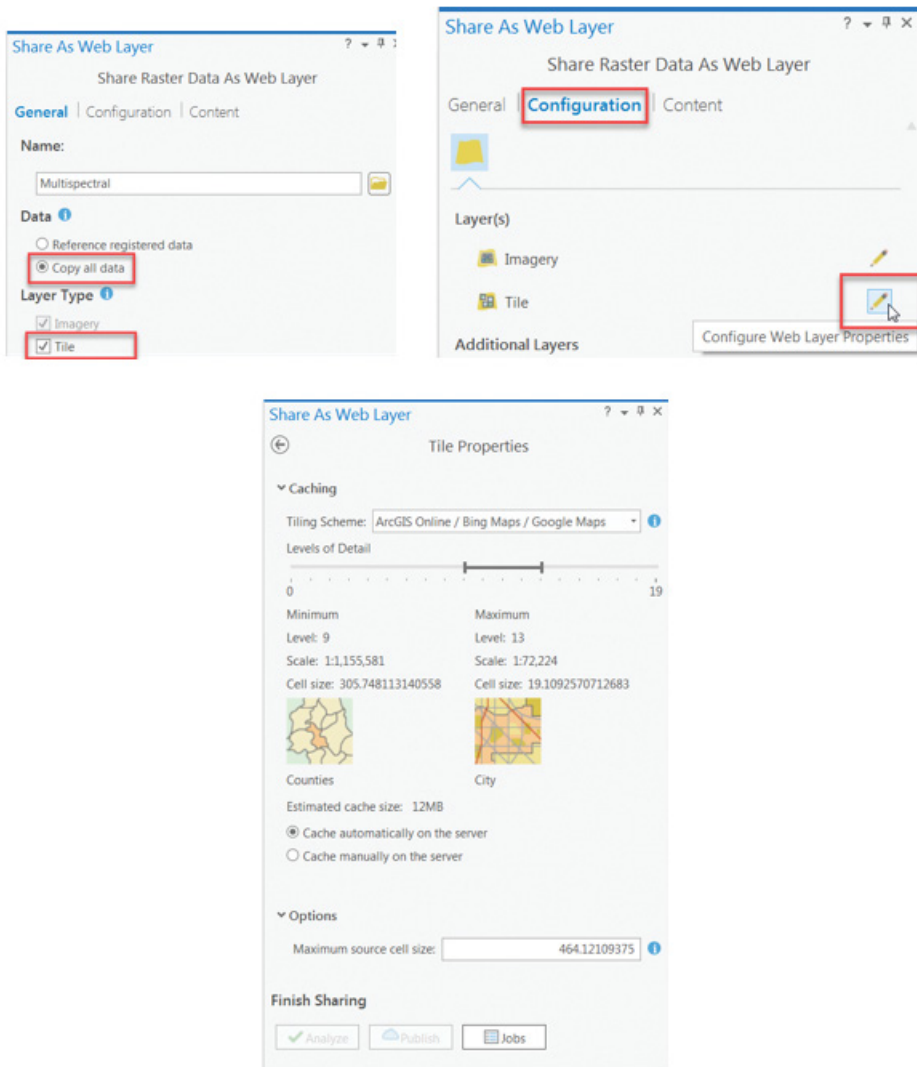 Share As Web Layer
Share Raster Data As Web Layer
General | Configuration | Content
Name:
Multispectral
Data
Reference registered data
Copy all data
Layer Type
Imagery
Tile
Share As Web Layer
Share Raster Data As Web Layer
General | Configuration | Content
Layer(s)
Imagery
Tile
Configure Web Layer Properties
Additional Layers
Share As Web Layer
Tile Properties
Caching
Tiling Scheme: ArcGIS Online / Bing Maps / Google Maps
Levels of Detail
0 19
Minimum Maximum
Level: 9 Level: 13
Scale: 1:1,155,581 Scale: 1:72,224
Cell size: 305.748113140558 Cell size: 19.1092570712683
Counties City
Estimated cache size: 12MB
Cache automatically on the server
Cache manually on the server
Options
Maximum source cell size: 464.12109375
Finish Sharing
Analyze Publish Jobs